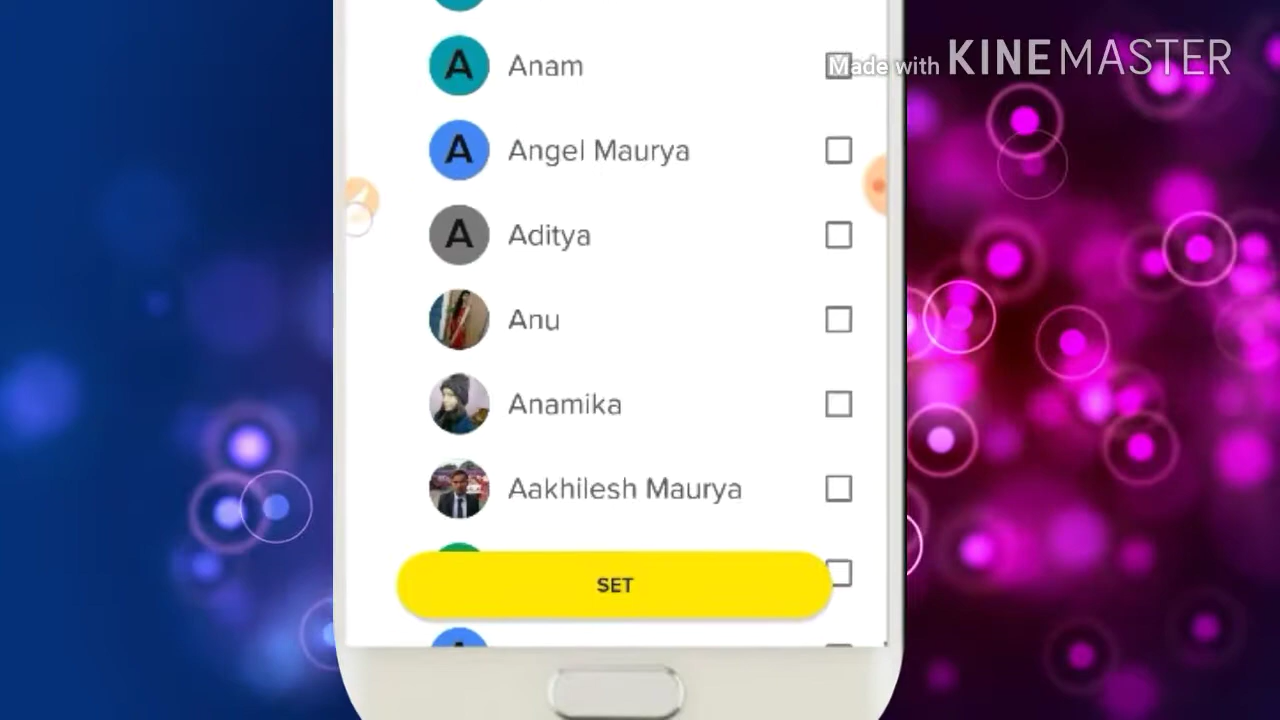 Made with KINEMASTER
A Anam
A Angel Maurya
A Aditya
Anu
Anamika
Aakhilesh Maurya
SET